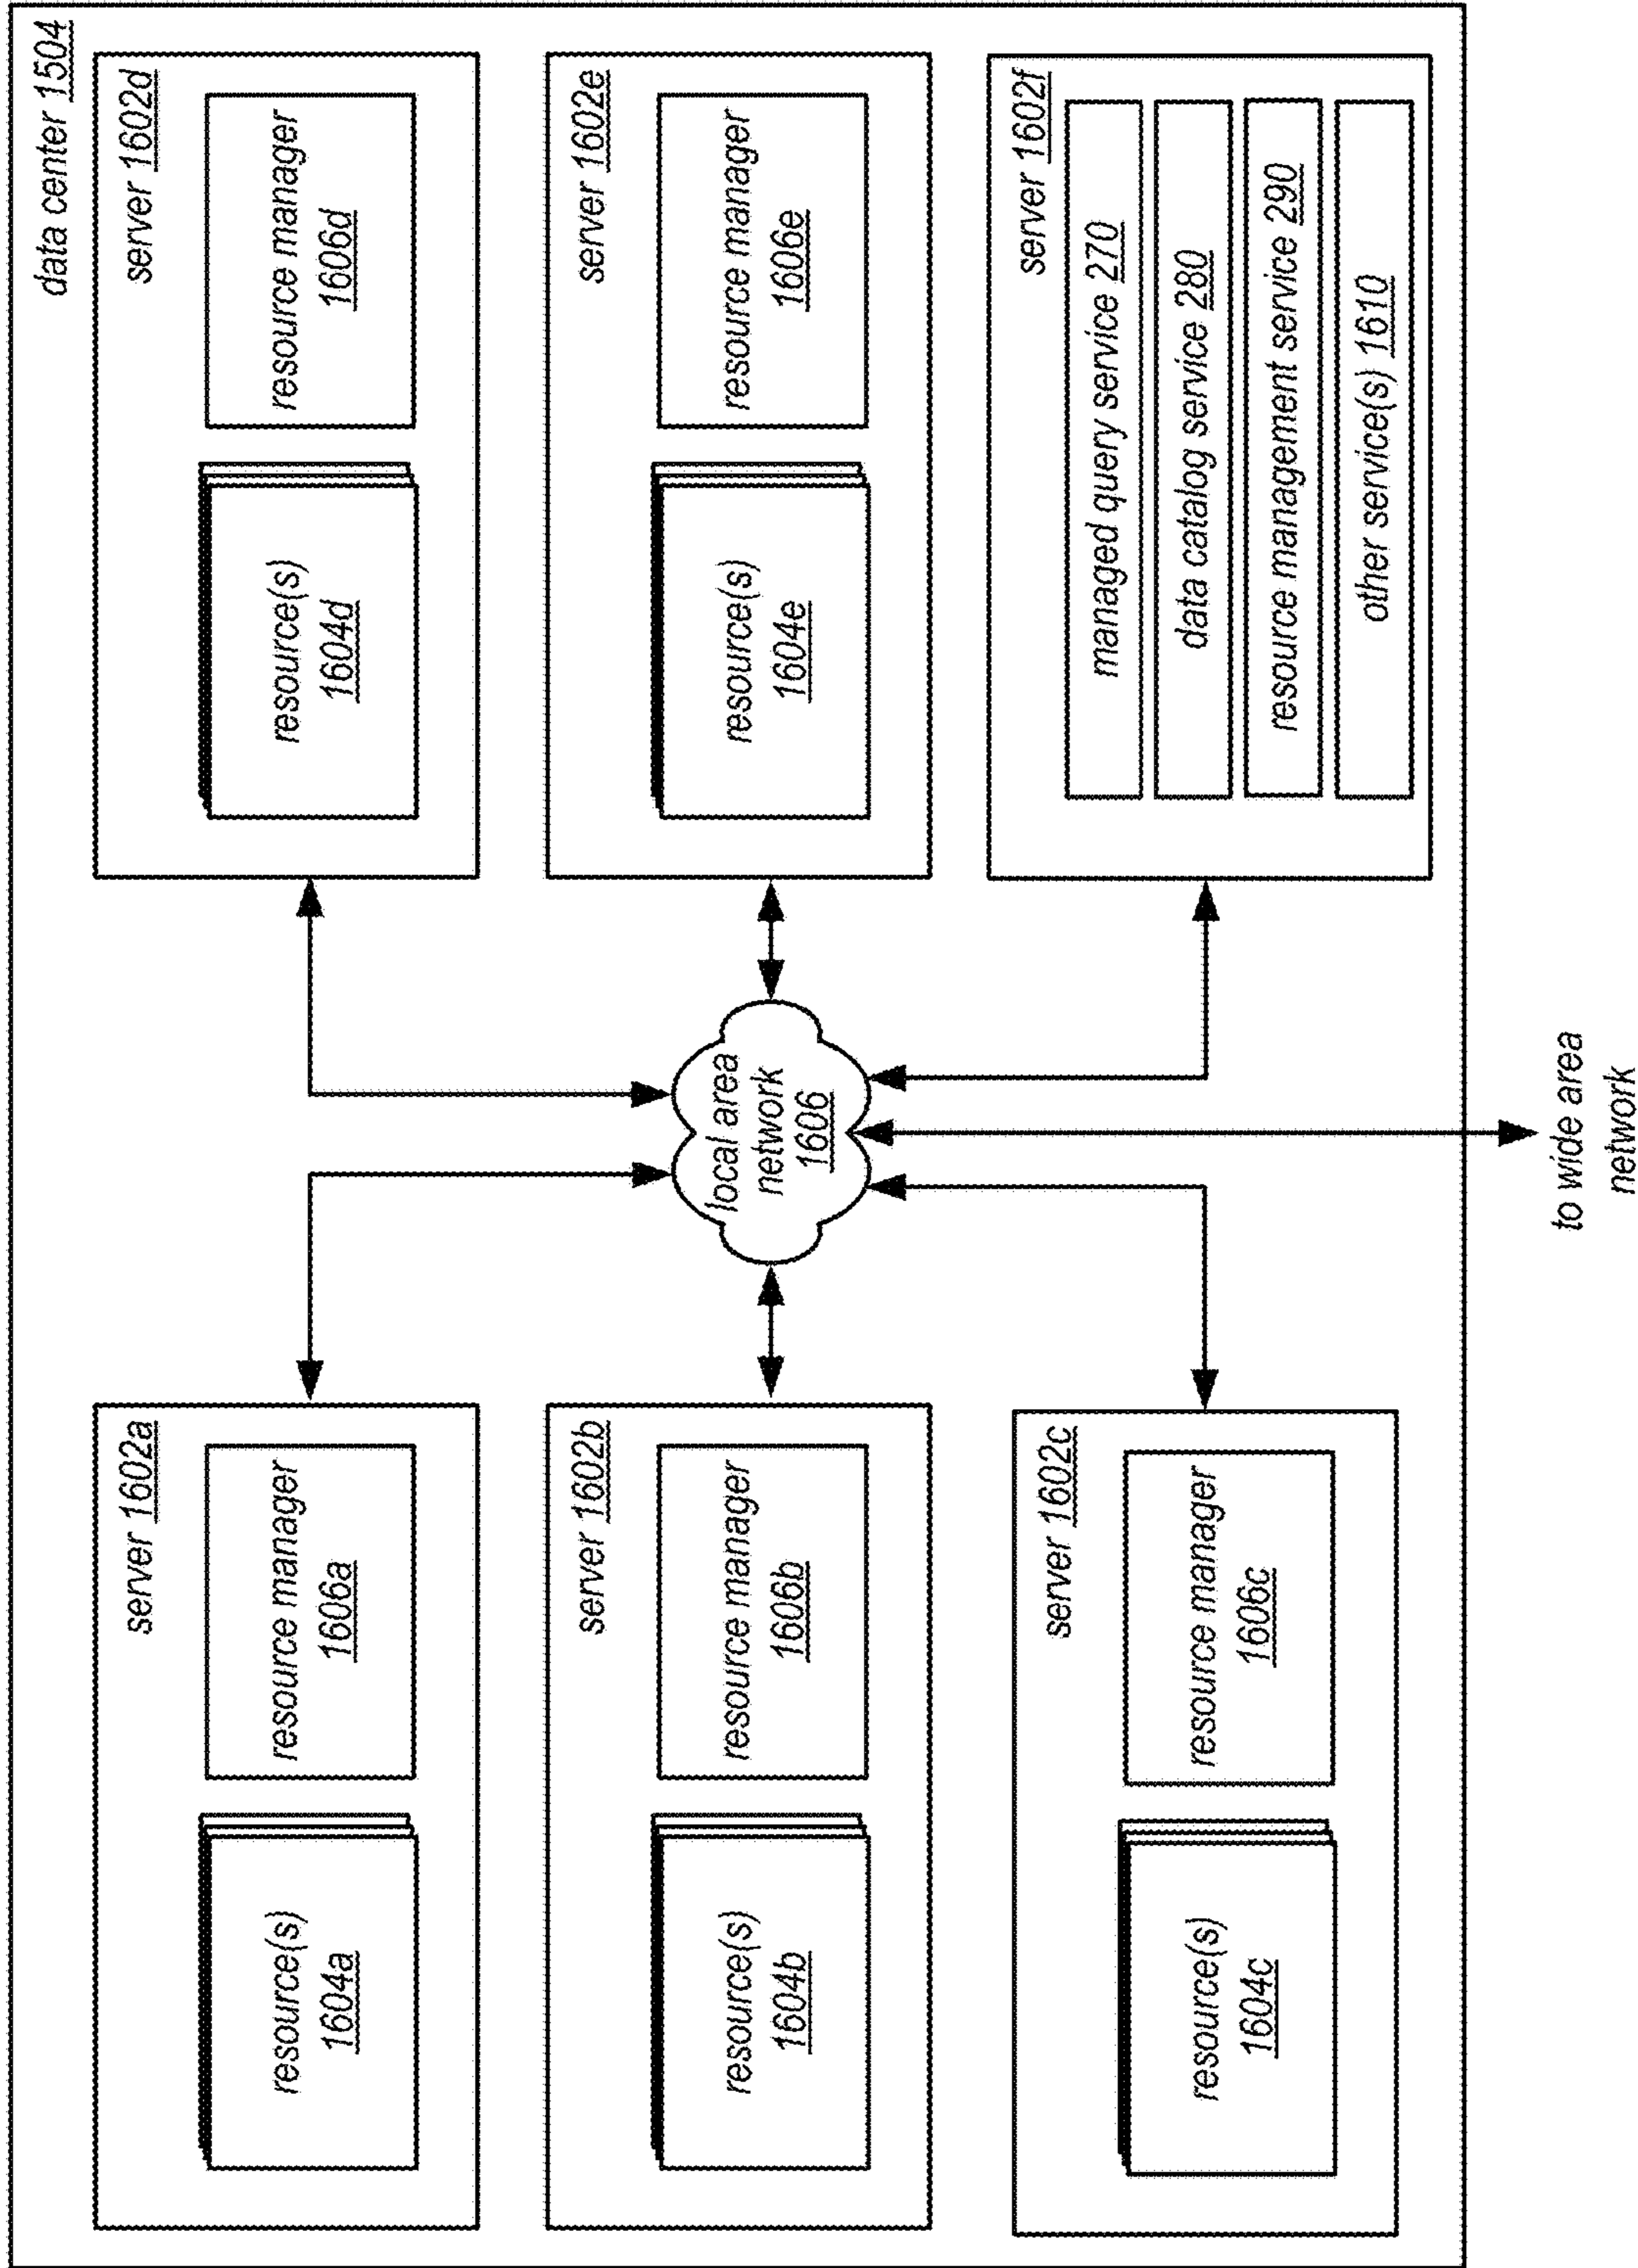 data center 1504
server 1602a
resource(s)
1604a
resource manager
1606a
server 1602b
resource(s)
1604b
resource manager
1606b
server 1602c
resource(s)
1604c
resource manager
1606c
local area
network
1606
server 1602d
resource(s)
1604d
resource manager
1606d
server 1602e
resource(s)
1604e
resource manager
1606e
server 1602f
managed query service 270
data catalog service 280
resource management service 290
other service(s) 1610
to wide area
network